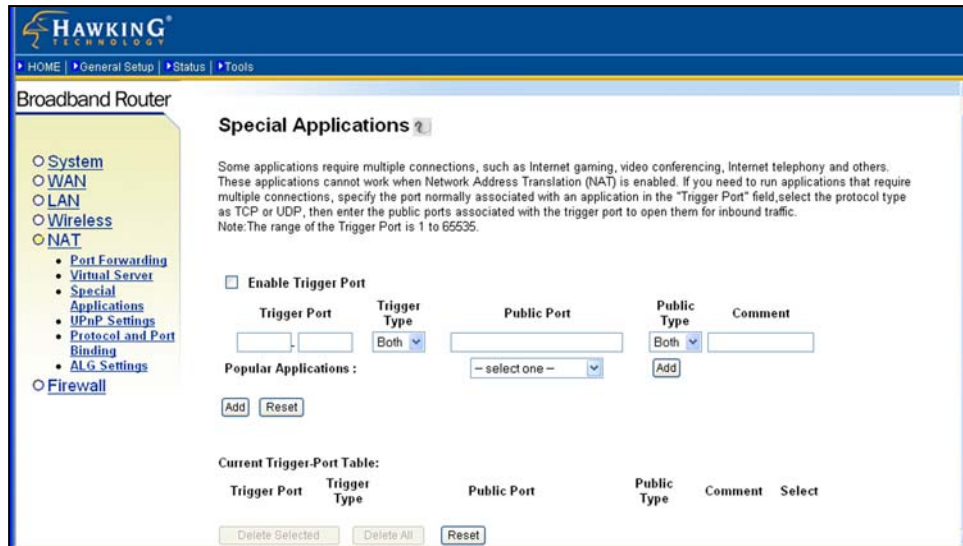 HAWKING®
TECHNOLOGY
HOME | General Setup | Status | Tools
Broadband Router
System
WAN
LAN
Wireless
NAT
Port Forwarding
Virtual Server
Special
Applications
UPnP Settings
Protocol and Port
Binding
ALG Settings
Firewall
Special Applications
Some applications require multiple connections, such as Internet gaming, video conferencing, Internet telephony and others.
These applications cannot work when Network Address Translation (NAT) is enabled. If you need to run applications that require
multiple connections, specify the port normally associated with an application in the "Trigger Port" field,select the protocol type
as TCP or UDP, then enter the public ports associated with the trigger port to open them for inbound traffic.
Note:The range of the Trigger Port is 1 to 65535.
Enable Trigger Port
Trigger Port Trigger Type Public Port Public Type Comment
- Both Both
Popular Applications : – select one – Add
Add Reset
Current Trigger-Port Table:
Trigger Port Trigger Type Public Port Public Type Comment Select
Delete Selected Delete All Reset